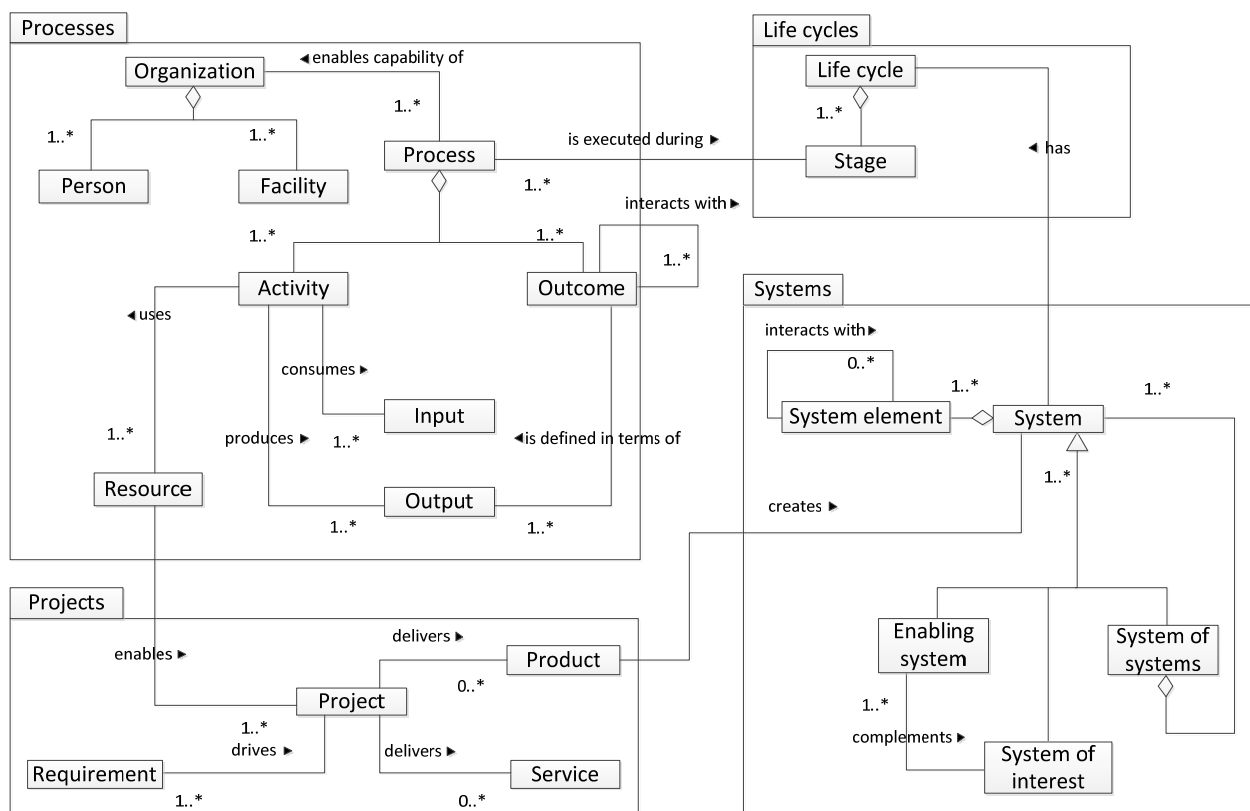 Processes
◄enables capability of
Organization
1..*
1..*
1..*
Process
Person
Facility
1..*
is executed during ►
interacts with ►
1..*
1..*
1..*
Activity
Outcome
◄ uses
consumes ►
Input
1..*
produces ►
◄is defined in terms of
1..*
Resource
Output
1..*
1..*
Life cycles
Life cycle
1..*
Stage
◄ has
Systems
interacts with►
0..*
1..*
1..*
System element
System
1..*
creates ►
Enabling
system
System of
systems
1..*
complements ►
System of
interest
Projects
enables ►
delivers ►
Product
0..*
Project
1..*
drives ►
delivers ►
Requirement
Service
1..*
0..*